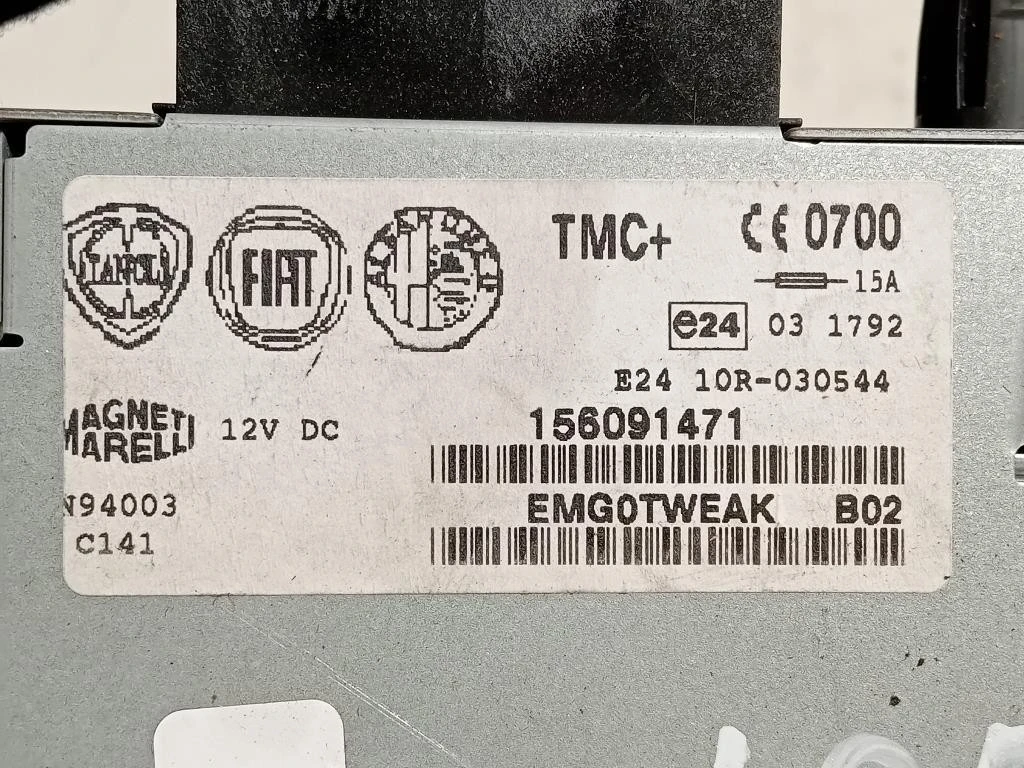 FIAT
TMC+
CE 0700
15A
e24 03 1792
E24 10R-030544
MAGNETI
MARELLI
12V DC
156091471
N94003
EMG0TWEAK B02
C141